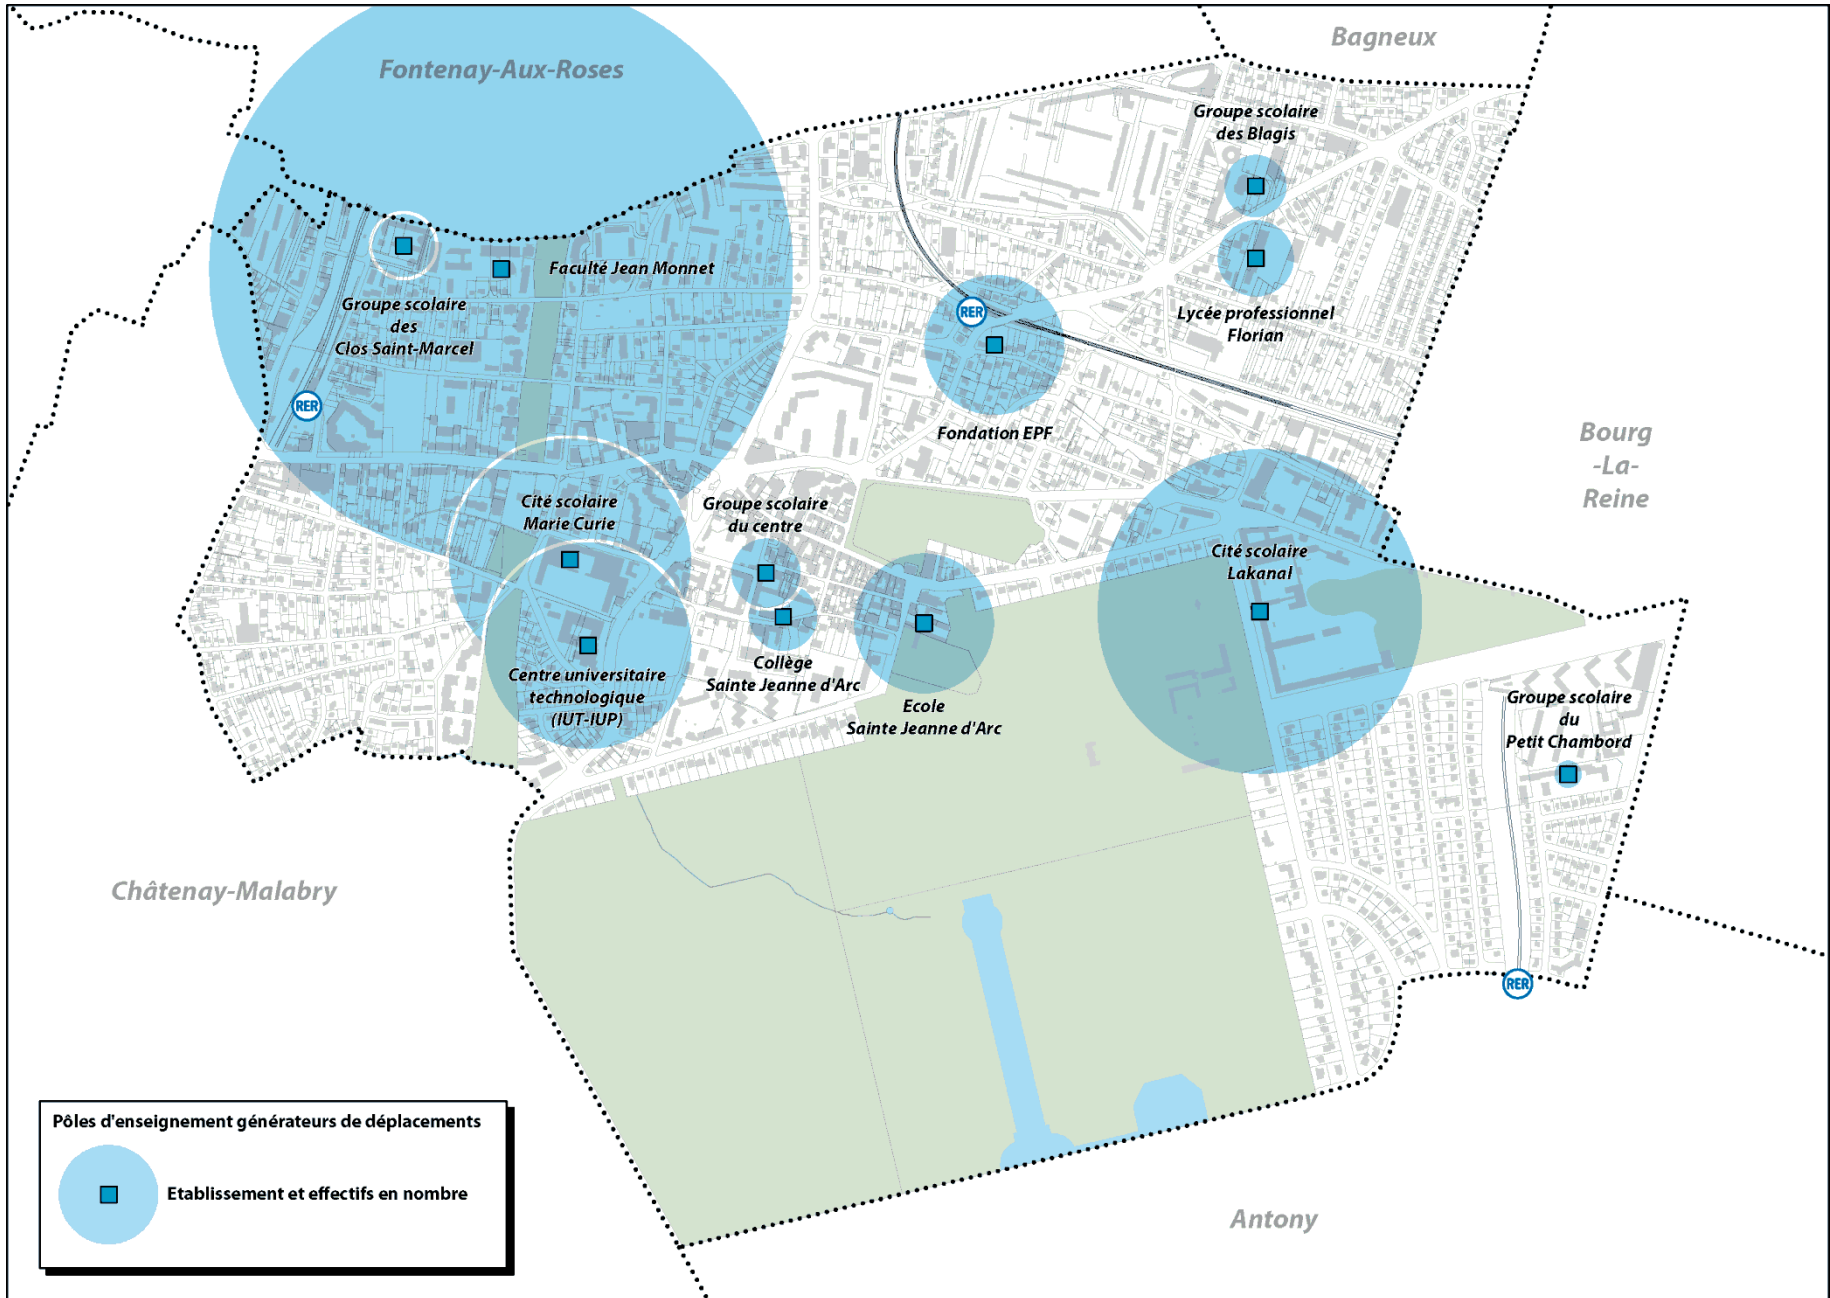 Bagneux
Fontenay-Aux-Roses
Groupe scolaire
des Blagis
Faculté Jean Monnet
Groupe scolaire
des
Clos Saint-Marcel
RER
Lycée professionnel
Florian
RER
Fondation EPF
Bourg
-La-
Reine
Cité scolaire
Marie Curie
Groupe scolaire
du centre
Cité scolaire
Lakanal
Centre universitaire
technologique
(IUT-IUP)
Collège
Sainte Jeanne d'Arc
Ecole
Sainte Jeanne d'Arc
Groupe scolaire
du
Petit Chambord
Châtenay-Malabry
RER
Pôles d'enseignement générateurs de déplacements
Etablissement et effectifs en nombre
Antony